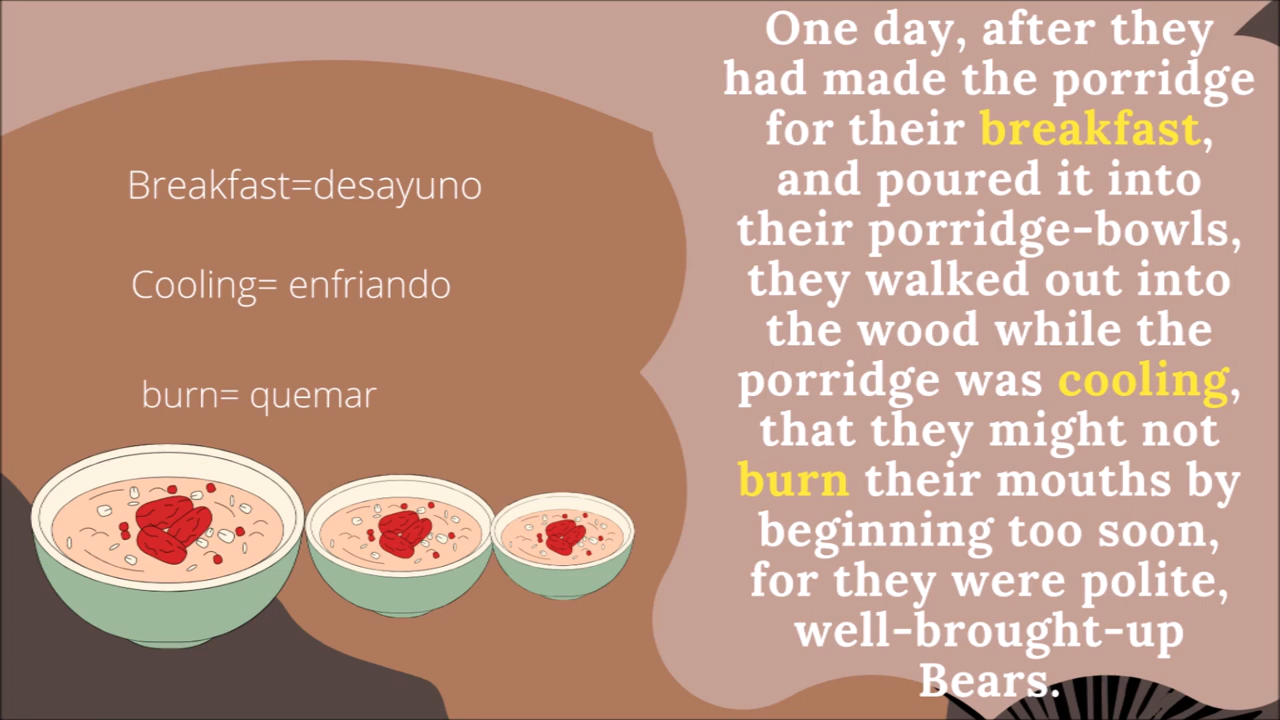 Breakfast=desayuno
Cooling= enfriando
burn= quemar
One day, after they
had made the porridge
for their breakfast,
and poured it into
their porridge-bowls,
they walked out into
the wood while the
porridge was cooling,
that they might not
burn their mouths by
beginning too soon,
for they were polite,
well-brought-up
Bears.